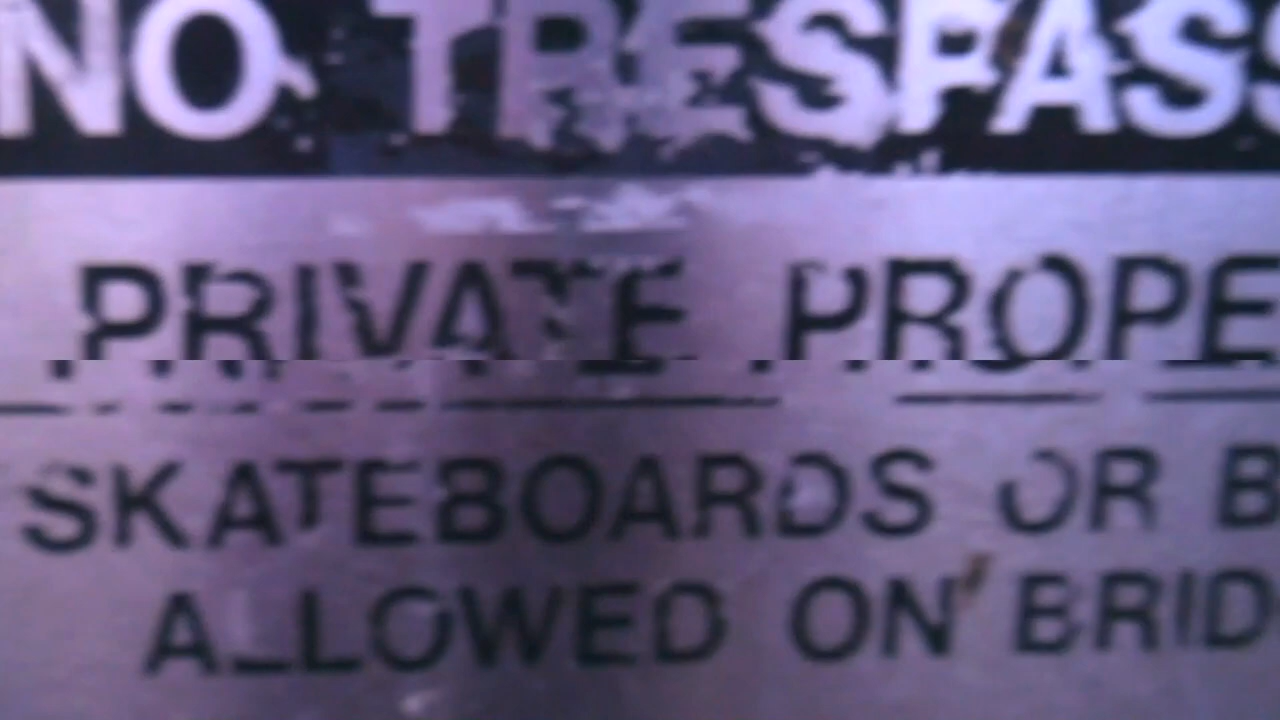 NO TRESPASS
PRIVATE PROPE
SKATEBOARDS OR B
ALLOWED ON BRID